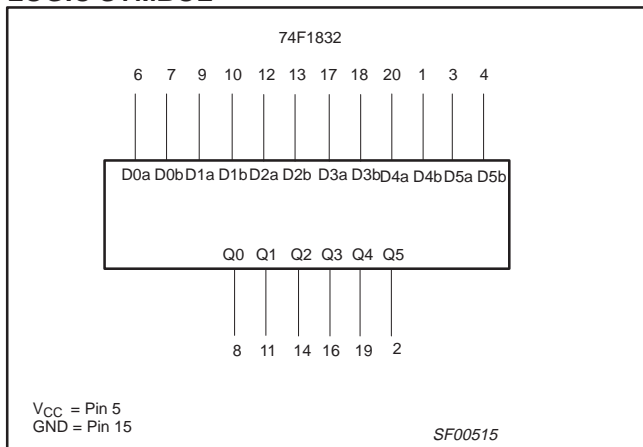 74F1832
6 7 9 10 12 13 17 18 20 1 3 4
D0a D0b D1a D1b D2a D2b D3a D3b D4a D4b D5a D5b
Q0 Q1 Q2 Q3 Q4 Q5
8 11 14 16 19 2
VCC = Pin 5
GND = Pin 15
SF00515